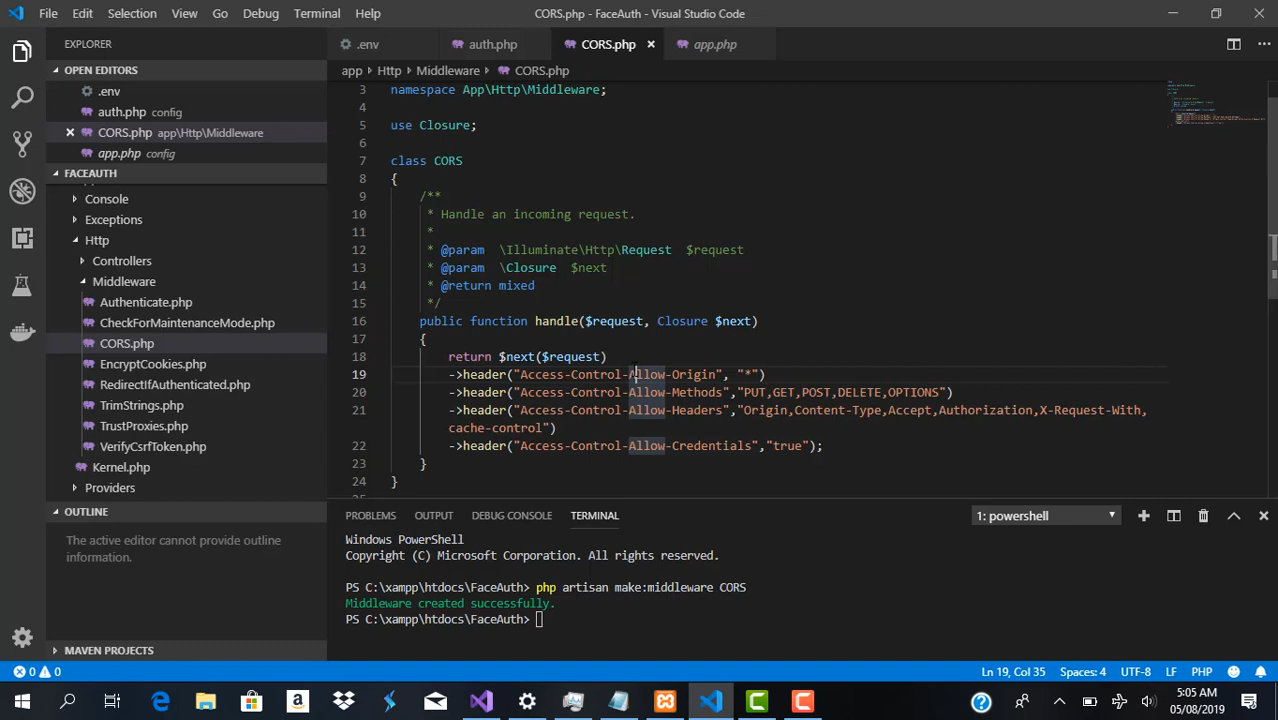 File Edit Selection View Go Debug Terminal Help
CORS.php - FaceAuth - Visual Studio Code
EXPLORER
OPEN EDITORS
.env
auth.php config
CORS.php app\Http\Middleware
app.php config
FACEAUTH
Console
Exceptions
Http
Controllers
Middleware
Authenticate.php
CheckForMaintenanceMode.php
CORS.php
EncryptCookies.php
RedirectIfAuthenticated.php
TrimStrings.php
TrustProxies.php
VerifyCsrfToken.php
Kernel.php
Providers
OUTLINE
The active editor cannot provide outline
information.
MAVEN PROJECTS
.env auth.php CORS.php app.php
app > Http > Middleware > CORS.php
3 namespace App\Http\Middleware;
4
5 use Closure;
6
7 class CORS
8 {
9 /**
10 * Handle an incoming request.
11 *
12 * @param \Illuminate\Http\Request $request
13 * @param \Closure $next
14 * @return mixed
15 */
16 public function handle($request, Closure $next)
17 {
18 return $next($request)
19 ->header("Access-Control-Allow-Origin", "*")
20 ->header("Access-Control-Allow-Methods","PUT,GET,POST,DELETE,OPTIONS")
21 ->header("Access-Control-Allow-Headers","Origin,Content-Type,Accept,Authorization,X-Request-With,
cache-control")
22 ->header("Access-Control-Allow-Credentials","true");
23 }
24 }
PROBLEMS OUTPUT DEBUG CONSOLE TERMINAL
1: powershell
Windows PowerShell
Copyright (C) Microsoft Corporation. All rights reserved.
PS C:\xampp\htdocs\FaceAuth> php artisan make:middleware CORS
Middleware created successfully.
PS C:\xampp\htdocs\FaceAuth>
0 0
Ln 19, Col 35 Spaces: 4 UTF-8 LF PHP
5:05 AM
05/08/2019